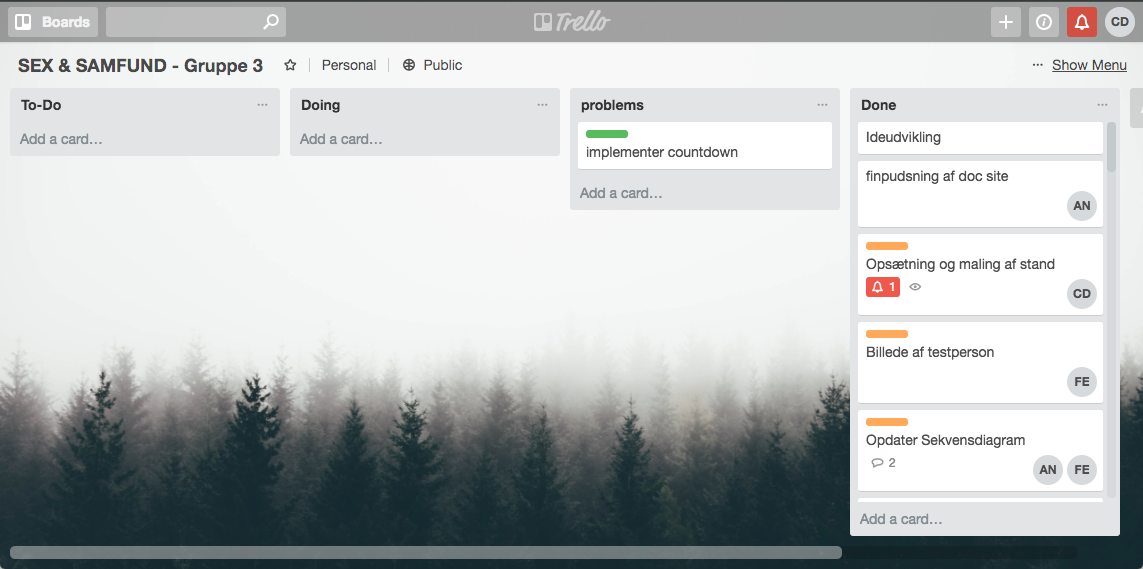 Boards
Trello
CD
SEX & SAMFUND - Gruppe 3
Personal
Public
Show Menu
To-Do
Add a card…
Doing
Add a card…
problems
implementer countdown
Add a card…
Done
Ideudvikling
finpudsning af doc site
AN
Opsætning og maling af stand
1
CD
Billede af testperson
FE
Opdater Sekvensdiagram
2
AN FE
Add a card…